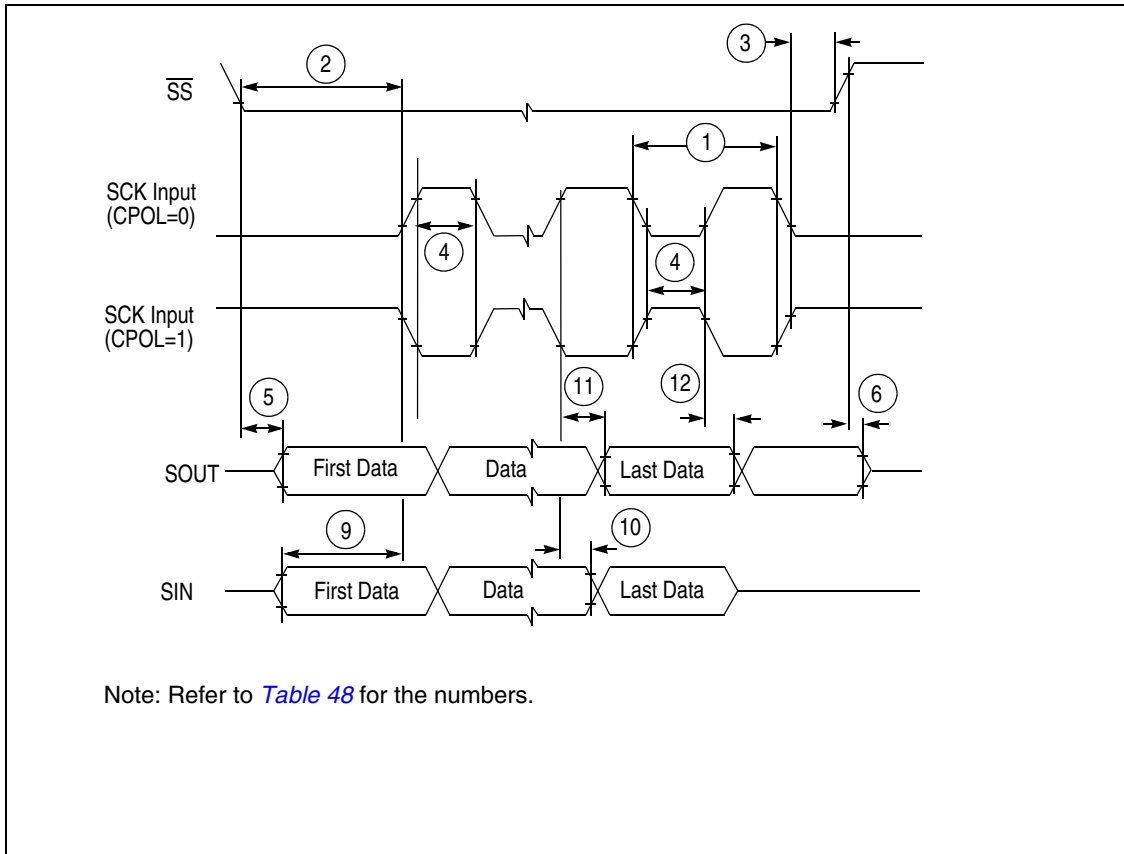 3
2
SS
1
SCK Input
(CPOL=0)
4
4
SCK Input
(CPOL=1)
5
11
12
6
SOUT
First Data
Data
Last Data
9
10
SIN
First Data
Data
Last Data
Note: Refer to Table 48 for the numbers.